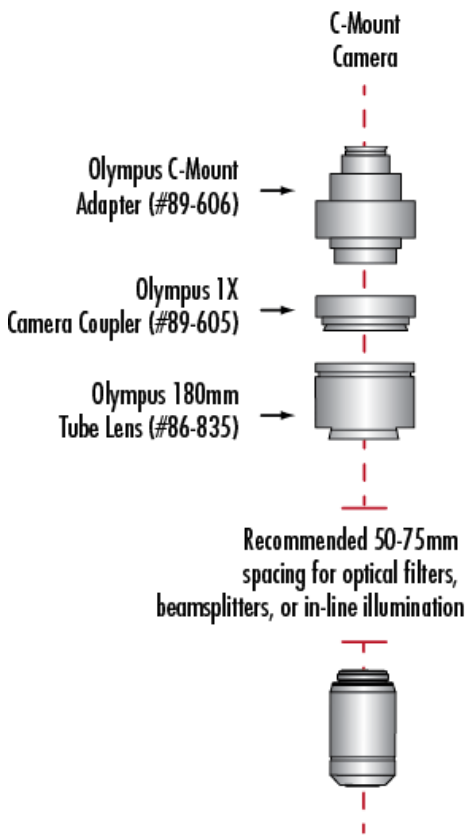 C-Mount
Camera
Olympus C-Mount
Adapter (#89-606)
Olympus 1X
Camera Coupler (#89-605)
Olympus 180mm
Tube Lens (#86-835)
Recommended 50-75mm
spacing for optical filters,
beamsplitters, or in-line illumination